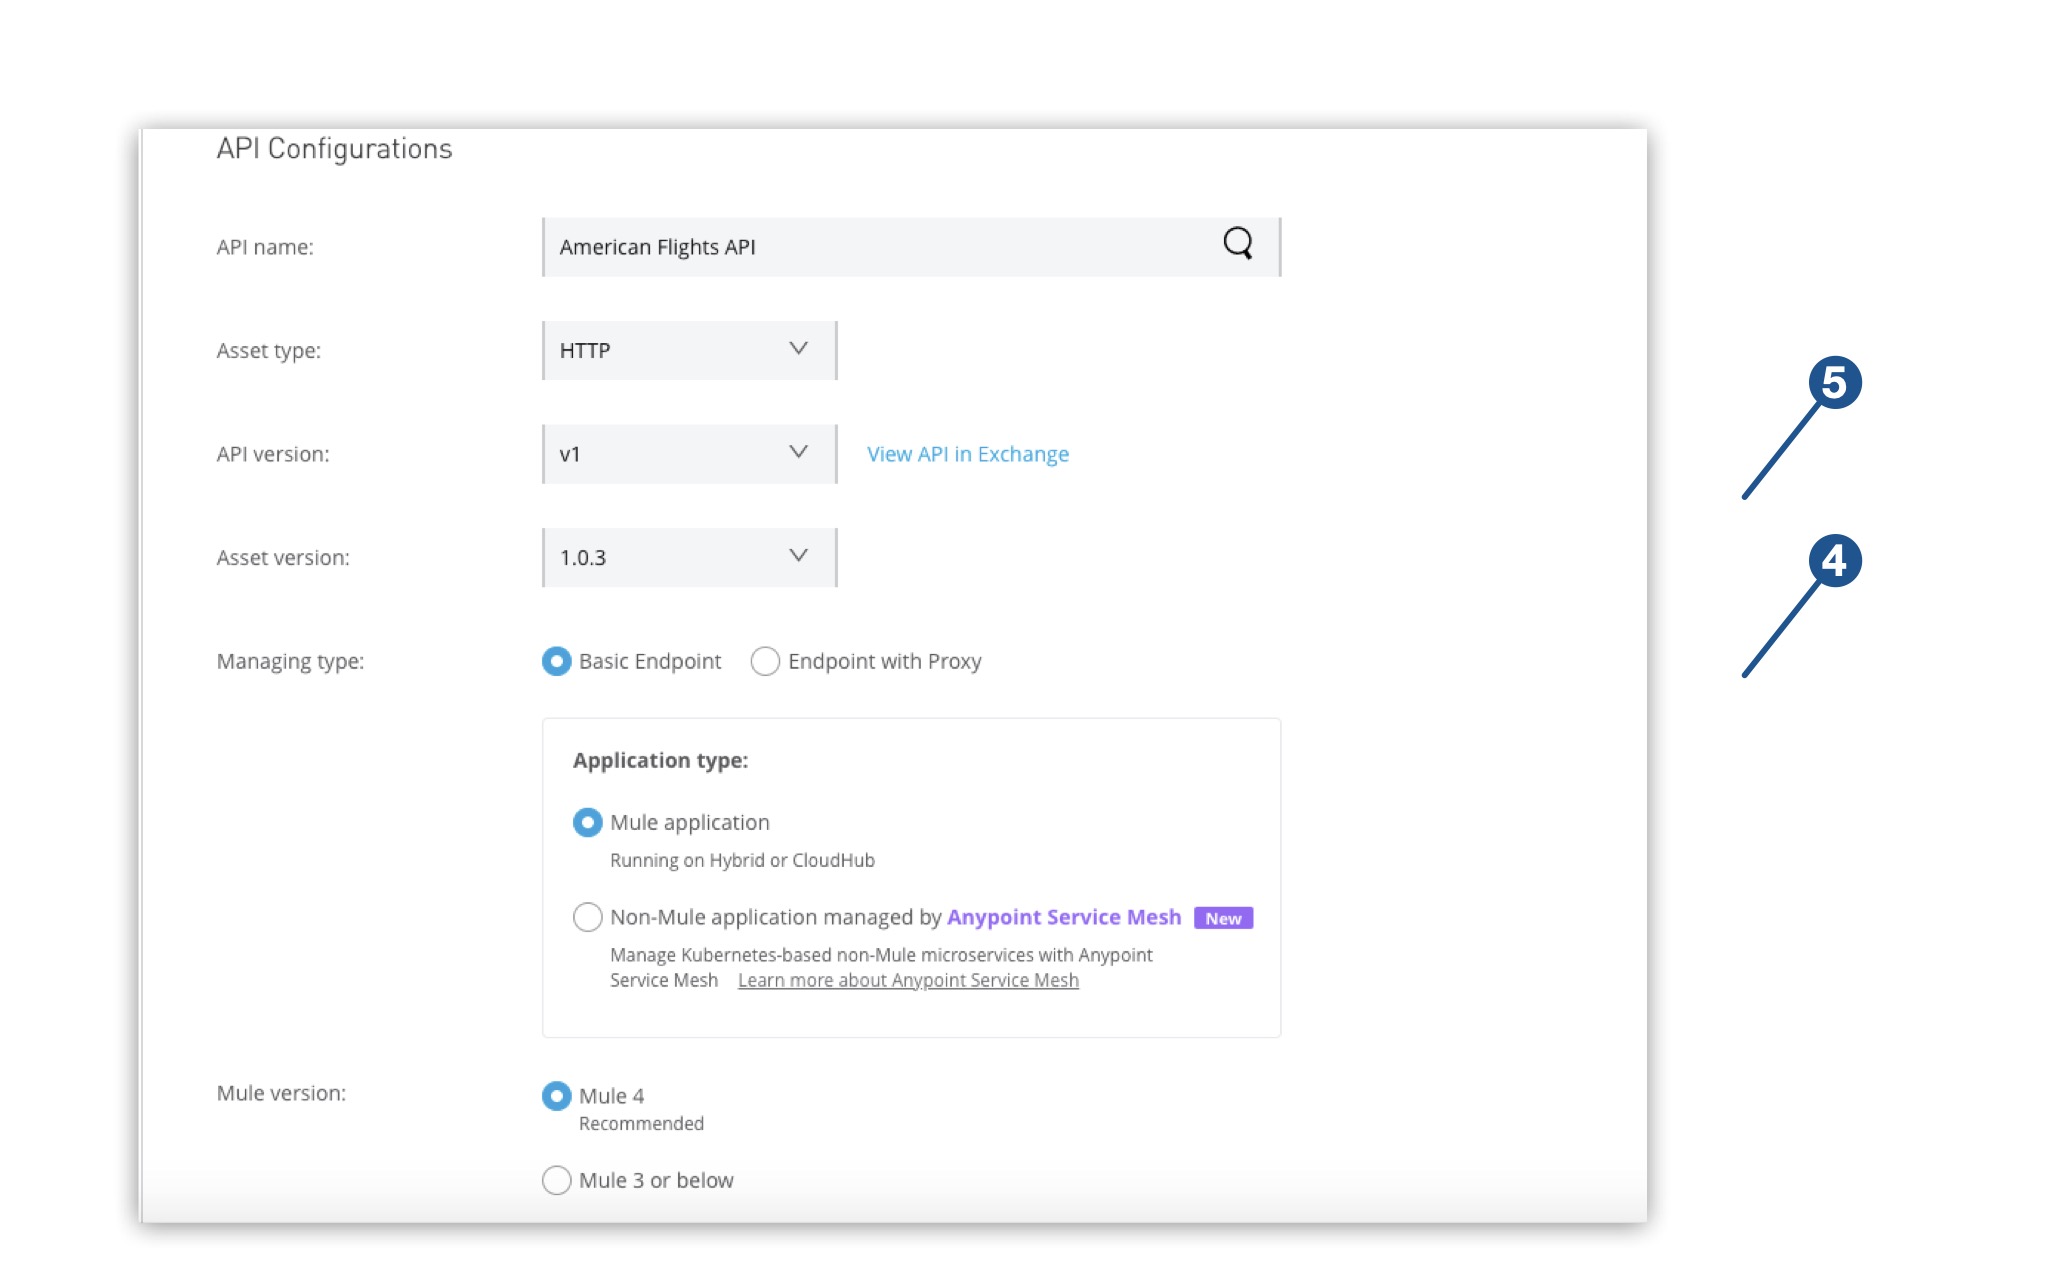 API Configurations
API name: American Flights API
Asset type: HTTP
5
API version: v1 View API in Exchange
Asset version: 1.0.3
4
Managing type: Basic Endpoint Endpoint with Proxy
Application type:
Mule application
Running on Hybrid or CloudHub
Non-Mule application managed by Anypoint Service Mesh New
Manage Kubernetes-based non-Mule microservices with Anypoint
Service Mesh Learn more about Anypoint Service Mesh
Mule version: Mule 4
Recommended
Mule 3 or below